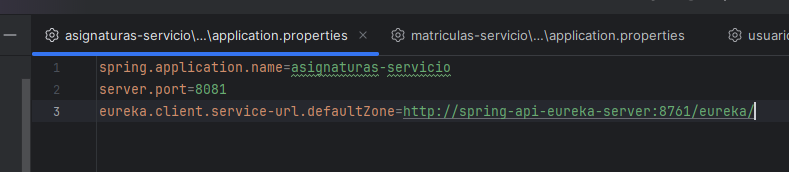 asignaturas-servicio\...\application.properties
matriculas-servicio\...\application.properties
usuario
1 spring.application.name=asignaturas-servicio
2 server.port=8081
3 eureka.client.service-url.defaultZone=http://spring-api-eureka-server:8761/eureka/